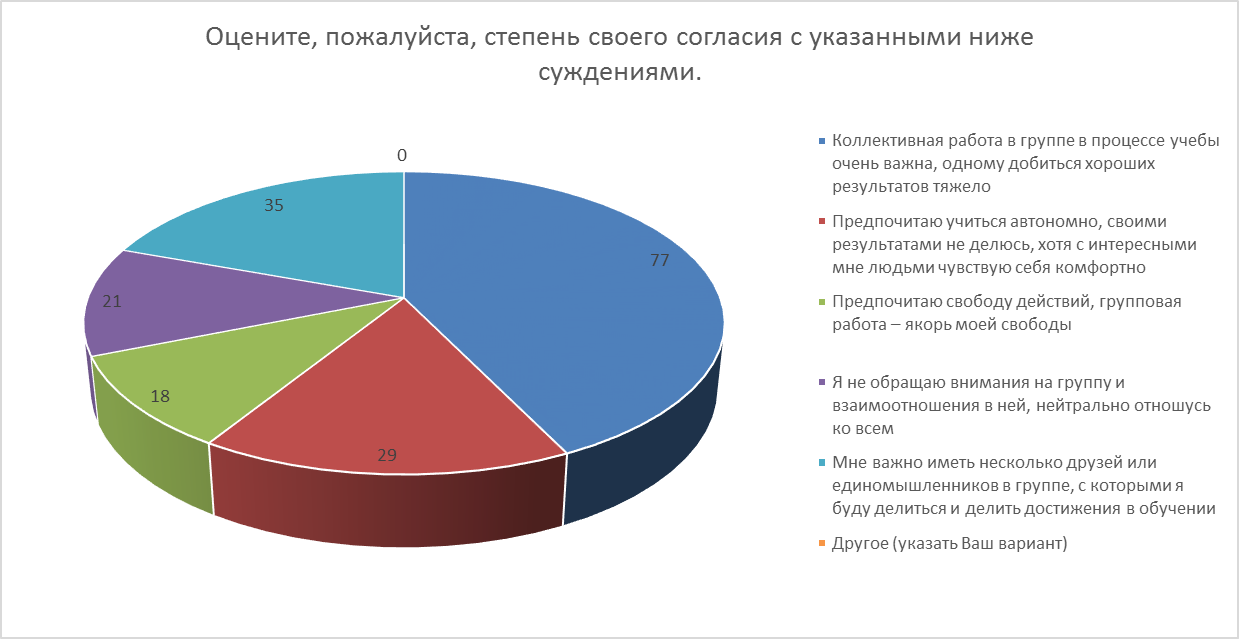 Оцените, пожалуйста, степень своего согласия с указанными ниже
суждениями.
0
35
77
21
18
29
Коллективная работа в группе в процессе учебы
очень важна, одному добиться хороших
результатов тяжело
Предпочитаю учиться автономно, своими
результатами не делюсь, хотя с интересными
мне людьми чувствую себя комфортно
Предпочитаю свободу действий, групповая
работа – якорь моей свободы
Я не обращаю внимания на группу и
взаимоотношения в ней, нейтрально отношусь
ко всем
Мне важно иметь несколько друзей или
единомышленников в группе, с которыми я
буду делиться и делить достижения в обучении
Другое (указать Ваш вариант)